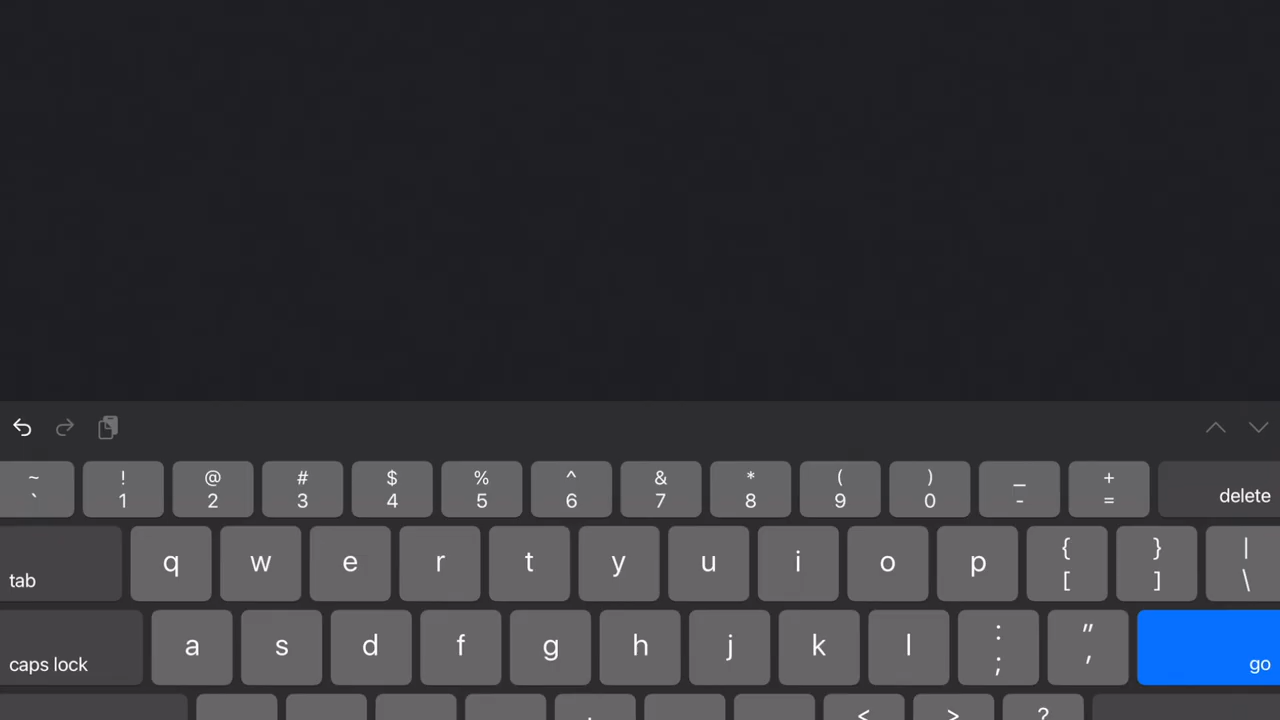 ~ ! @ # $ % ^ & * ( ) _ +
` 1 2 3 4 5 6 7 8 9 0 - = delete
tab q w e r t y u i o p { [ } ] | \
caps lock a s d f g h j k l : ; " ' go
< > ?